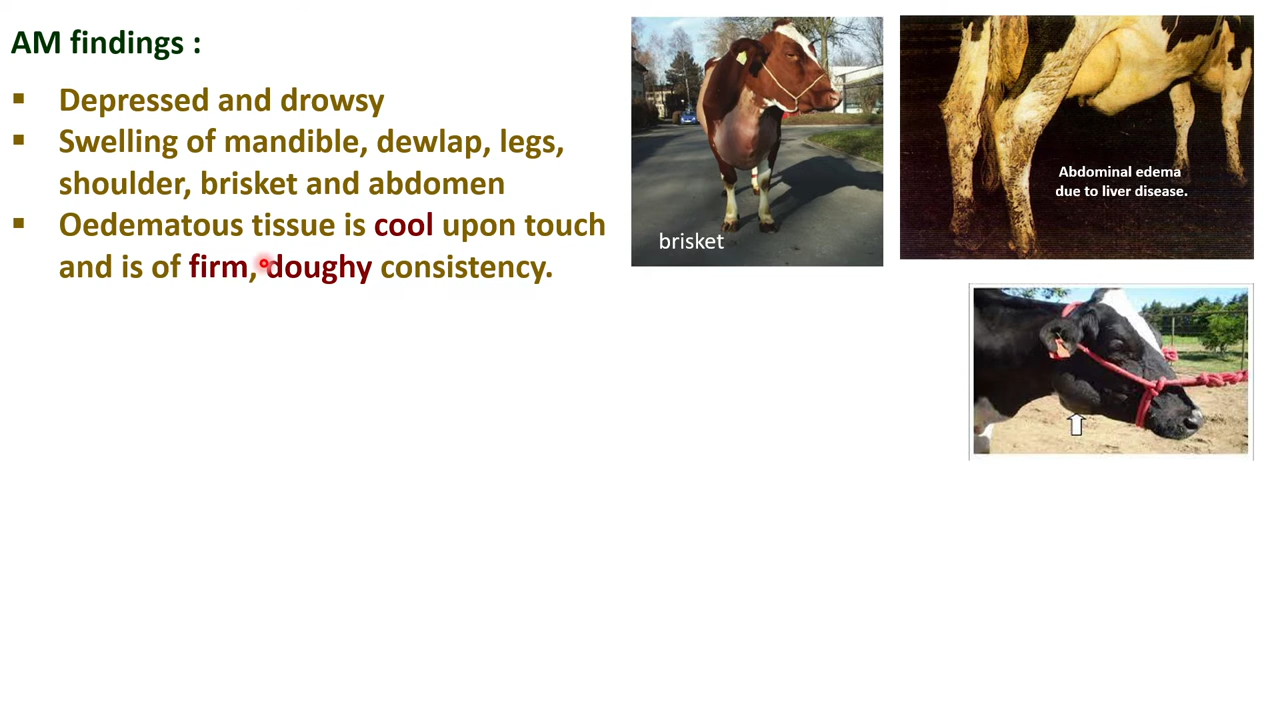 AM findings :
▪ Depressed and drowsy
▪ Swelling of mandible, dewlap, legs,
shoulder, brisket and abdomen
▪ Oedematous tissue is cool upon touch
and is of firm, doughy consistency.
brisket
Abdominal edema
due to liver disease.